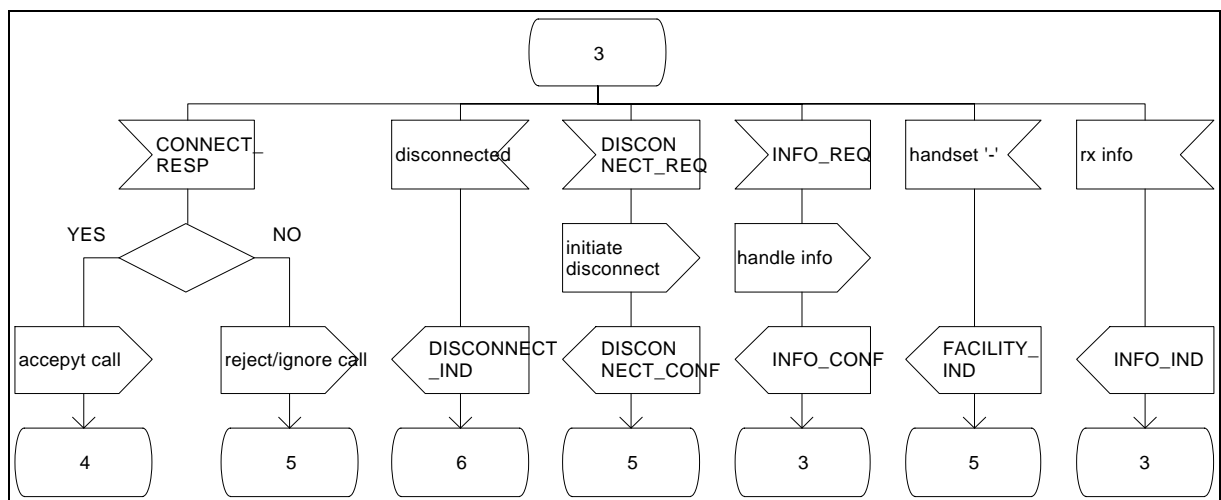 3
CONNECT_
RESP
disconnected
DISCON
NECT_REQ
INFO_REQ
handset '-'
rx info
YES
NO
initiate
disconnect
handle info
accepyt call
reject/ignore call
DISCONNECT
_IND
DISCON
NECT_CONF
INFO_CONF
FACILITY_
IND
INFO_IND
4
5
6
5
3
5
3